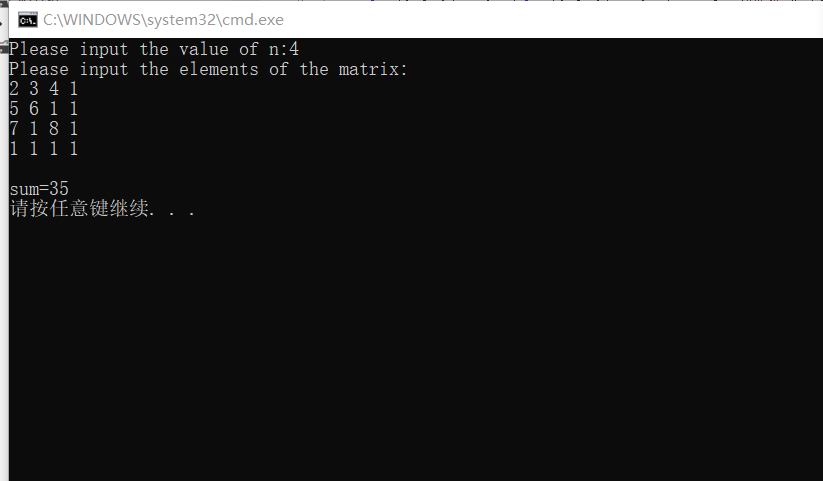 C:\WINDOWS\system32\cmd.exe
Please input the value of n:4
Please input the elements of the matrix:
2 3 4 1
5 6 1 1
7 1 8 1
1 1 1 1
sum=35
请按任意键继续. . .